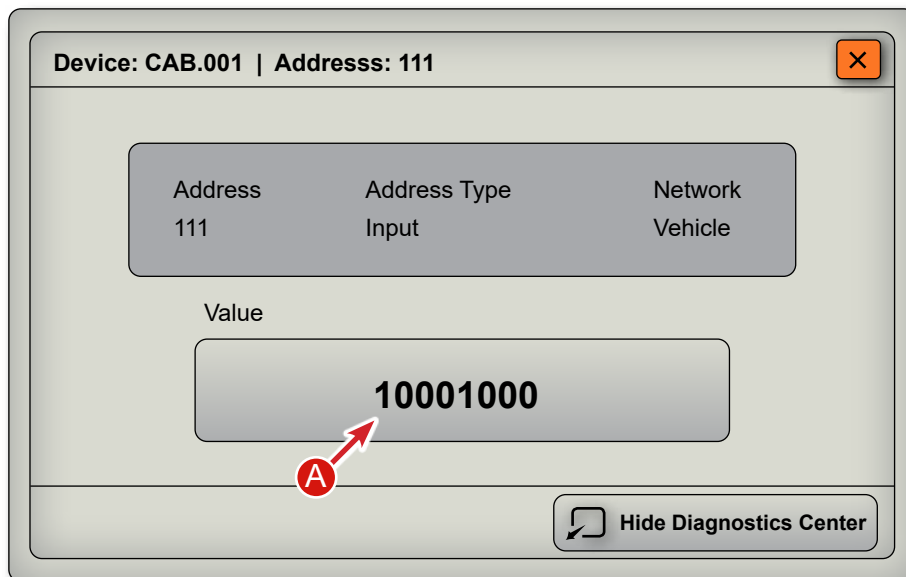 Device: CAB.001 | Addresss: 111
Address Address Type Network
111 Input Vehicle
Value
10001000
A
Hide Diagnostics Center